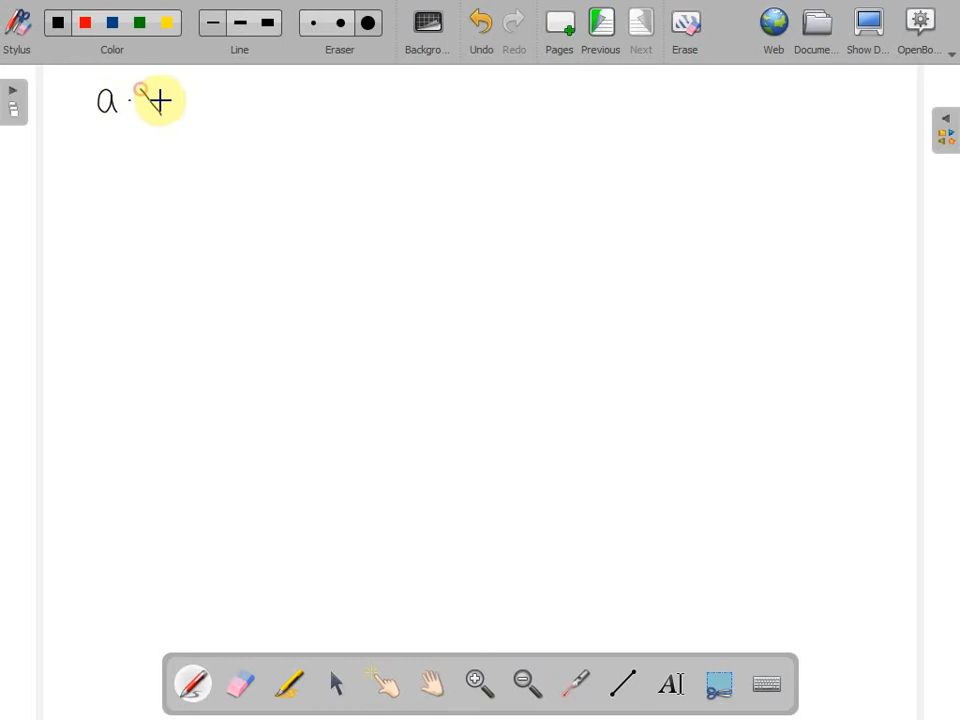 Stylus Color Line Eraser Backgro... Undo Redo Pages Previous Next Erase Web Docume... Show D... OpenBo...
a ·
A